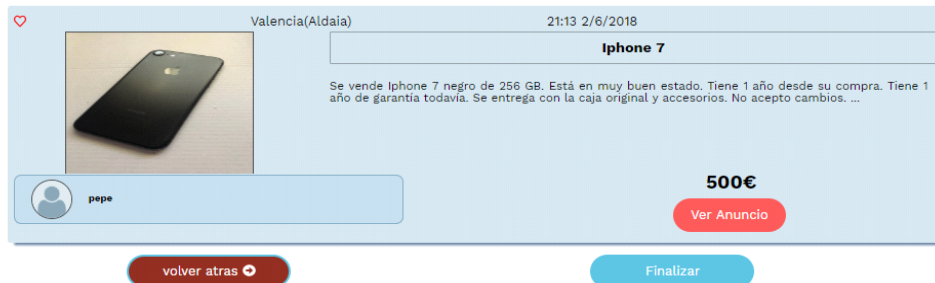 Valencia(Aldaia)
21:13 2/6/2018
Iphone 7
Se vende Iphone 7 negro de 256 GB. Está en muy buen estado. Tiene 1 año desde su compra. Tiene 1
año de garantía todavía. Se entrega con la caja original y accesorios. No acepto cambios. ...
pepe
500€
Ver Anuncio
volver atras
Finalizar